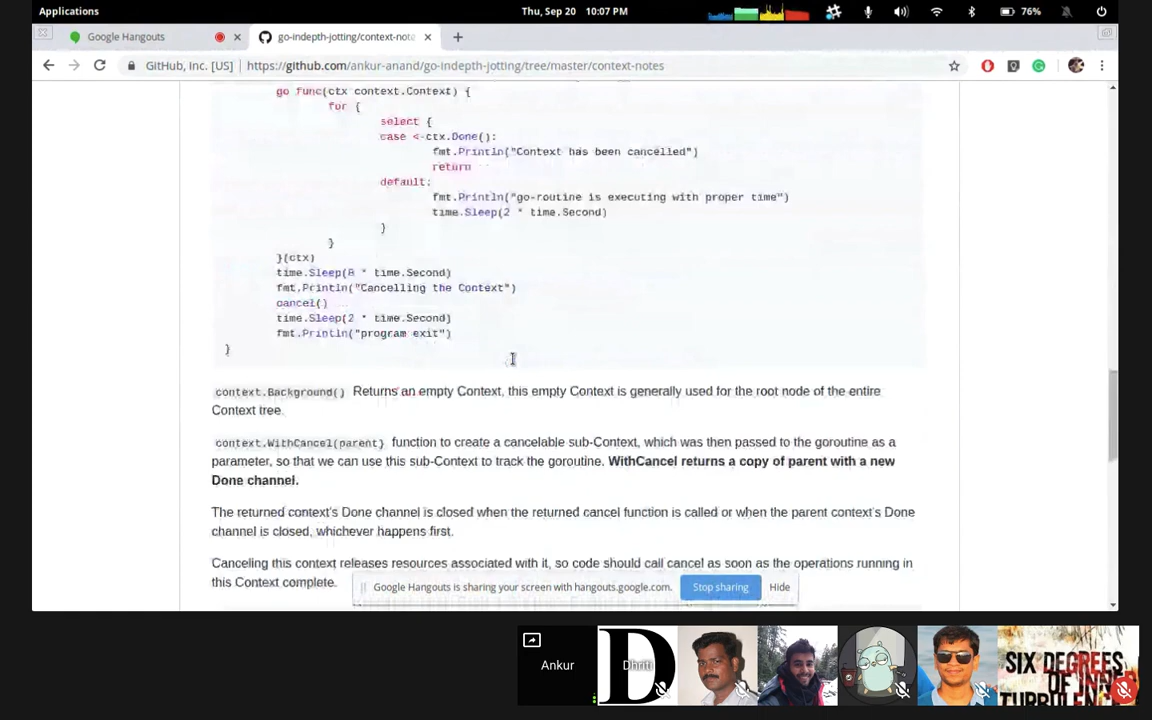 Applications
Thu, Sep 20 10:07 PM
76%
Google Hangouts
go-indepth-jotting/context-note
GitHub, Inc. [US]
https://github.com/ankur-anand/go-indepth-jotting/tree/master/context-notes
go func(ctx context.Context) {
for {
select {
case <-ctx.Done():
fmt.Println("Context has been cancelled")
return
default:
fmt.Println("go-routine is executing with proper time")
time.Sleep(2 * time.Second)
}
}
}(ctx)
time.Sleep(8 * time.Second)
fmt.Println("Cancelling the Context")
cancel()
time.Sleep(2 * time.Second)
fmt.Println("program exit")
}
context.Background() Returns an empty Context, this empty Context is generally used for the root node of the entire
Context tree.
context.WithCancel(parent) function to create a cancelable sub-Context, which was then passed to the goroutine as a
parameter, so that we can use this sub-Context to track the goroutine. WithCancel returns a copy of parent with a new
Done channel.
The returned context's Done channel is closed when the returned cancel function is called or when the parent context's Done
channel is closed, whichever happens first.
Canceling this context releases resources associated with it, so code should call cancel as soon as the operations running in
this Context complete.
Google Hangouts is sharing your screen with hangouts.google.com.
Stop sharing
Hide
Ankur
D
Dhriti
SIX DEGREES
OF INNER
TURBULENCE